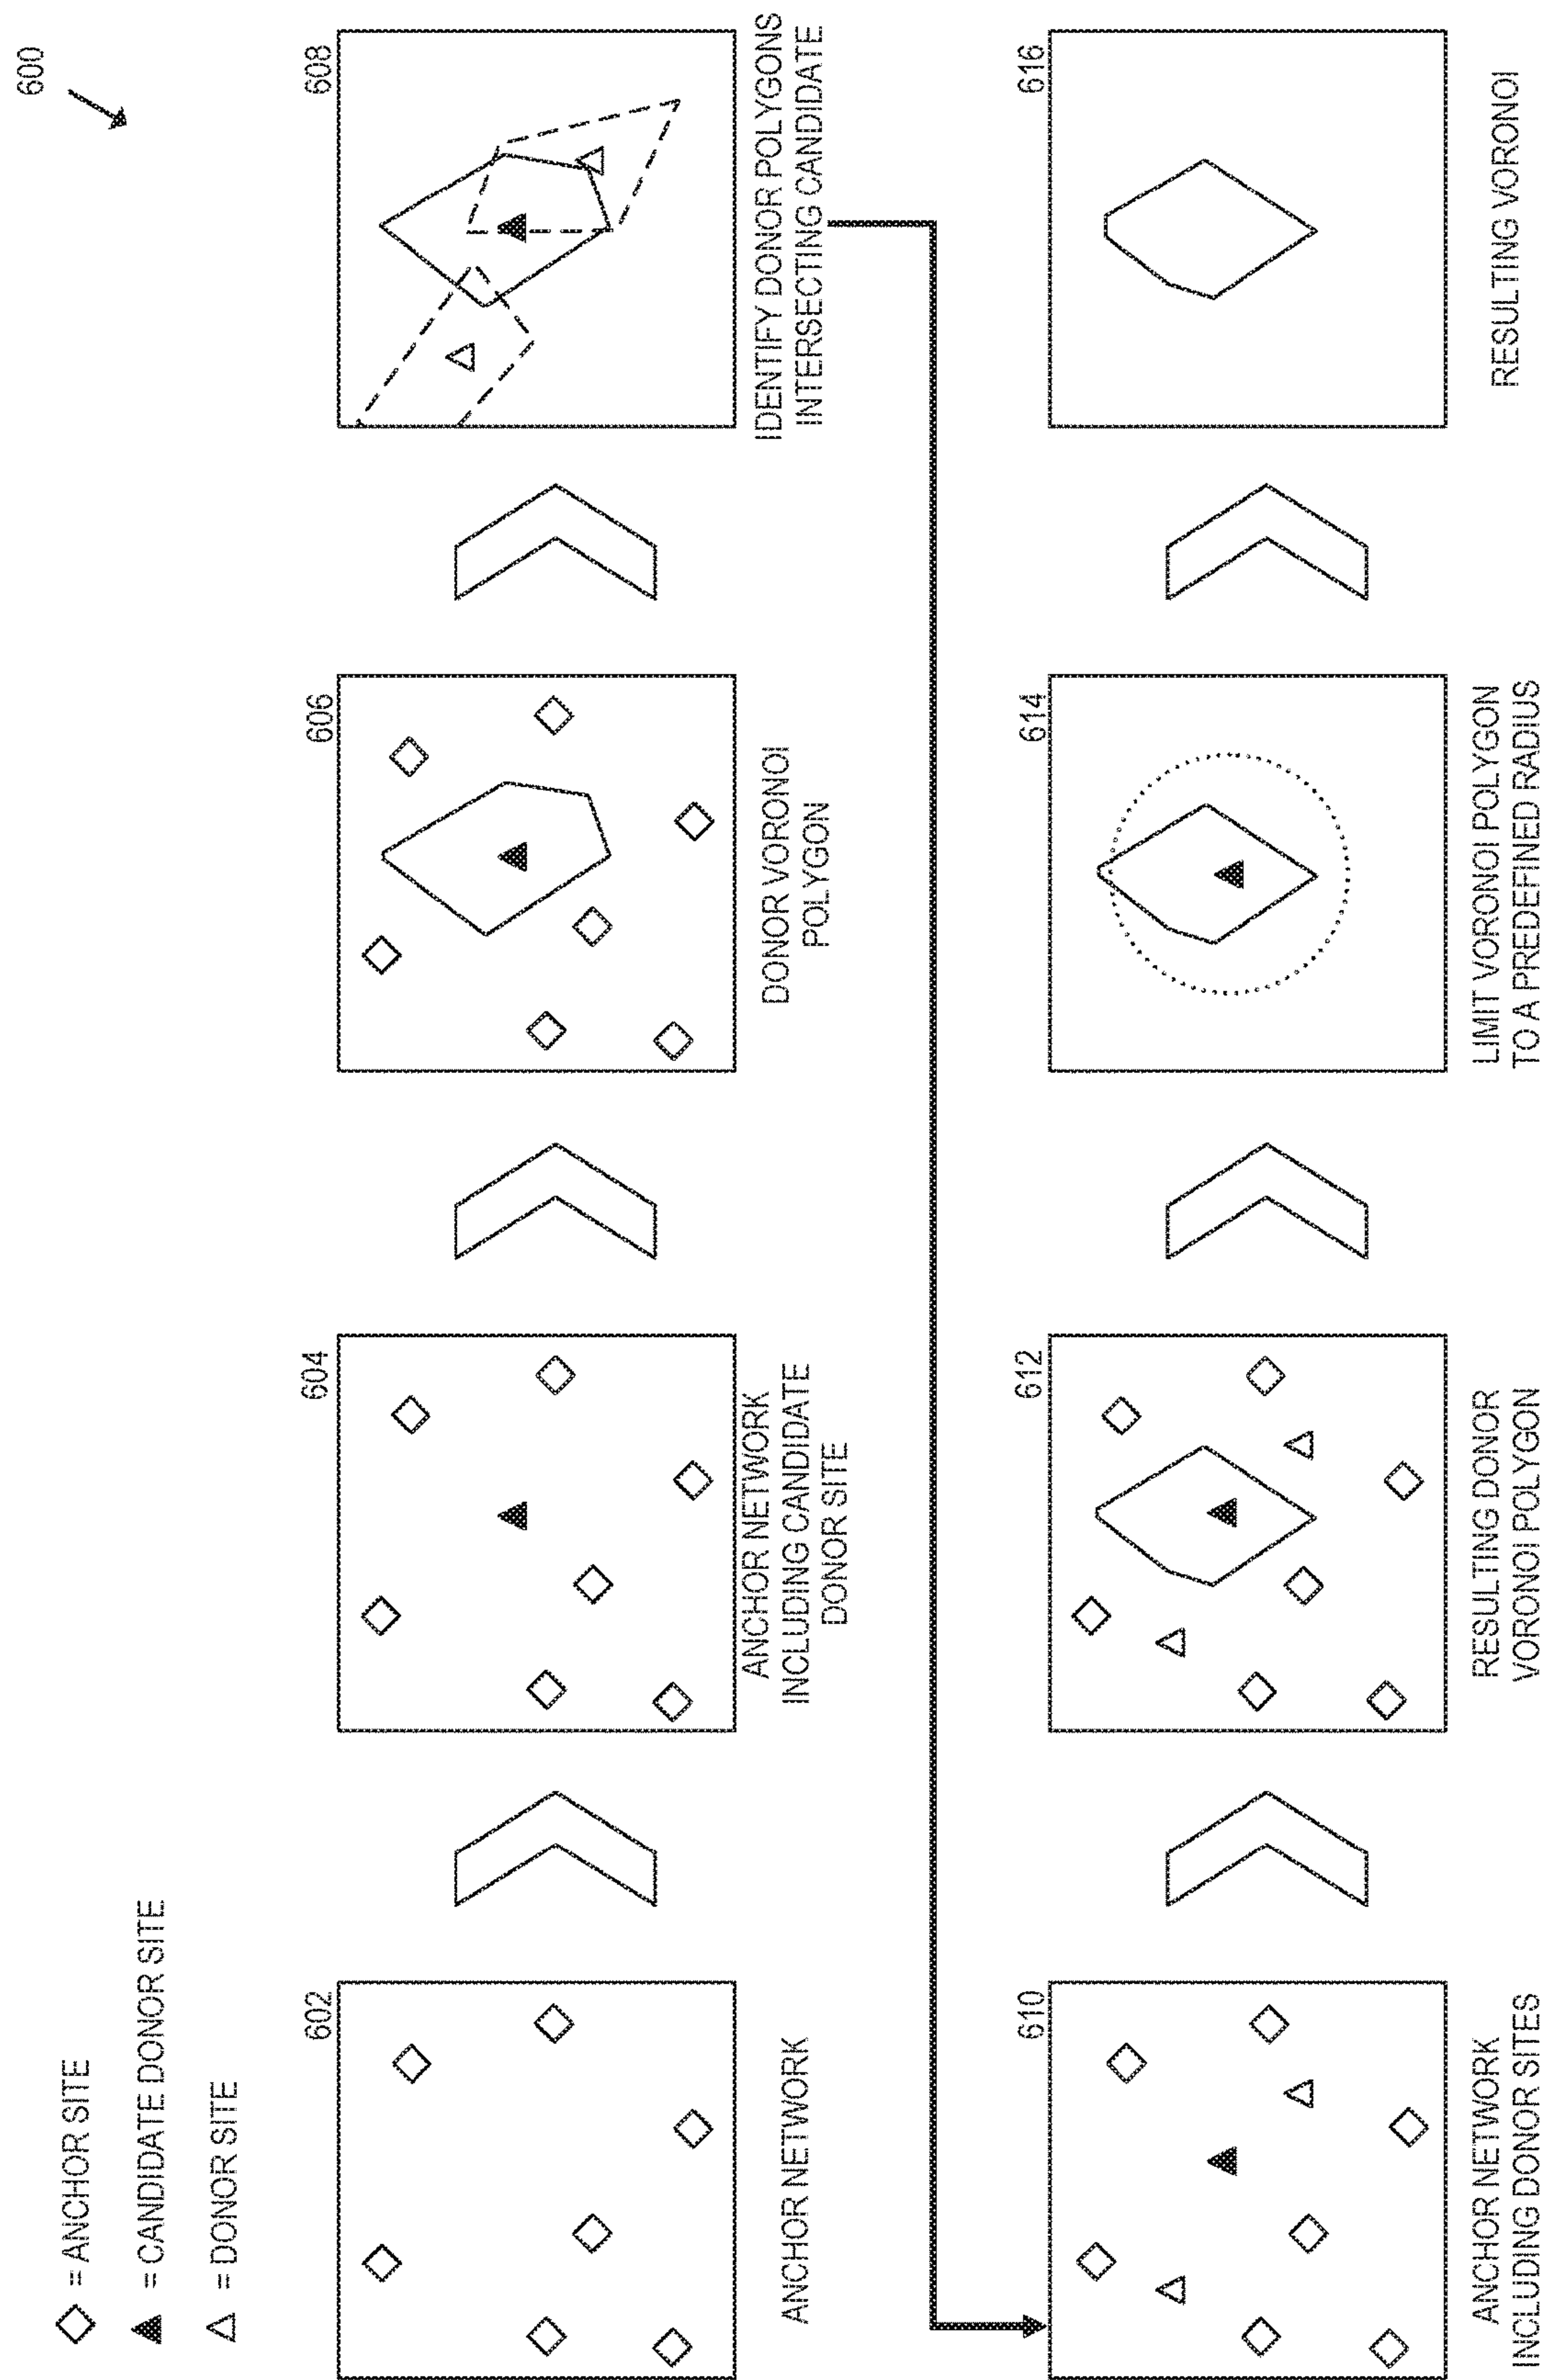 600
= ANCHOR SITE
= CANDIDATE DONOR SITE
= DONOR SITE
602
ANCHOR NETWORK
604
ANCHOR NETWORK
INCLUDING CANDIDATE
DONOR SITE
606
DONOR VORONOI
POLYGON
608
IDENTIFY DONOR POLYGONS
INTERSECTING CANDIDATE
610
ANCHOR NETWORK
INCLUDING DONOR SITES
612
RESULTING DONOR
VORONOI POLYGON
614
LIMIT VORONOI POLYGON
TO A PREDEFINED RADIUS
616
RESULTING VORONOI